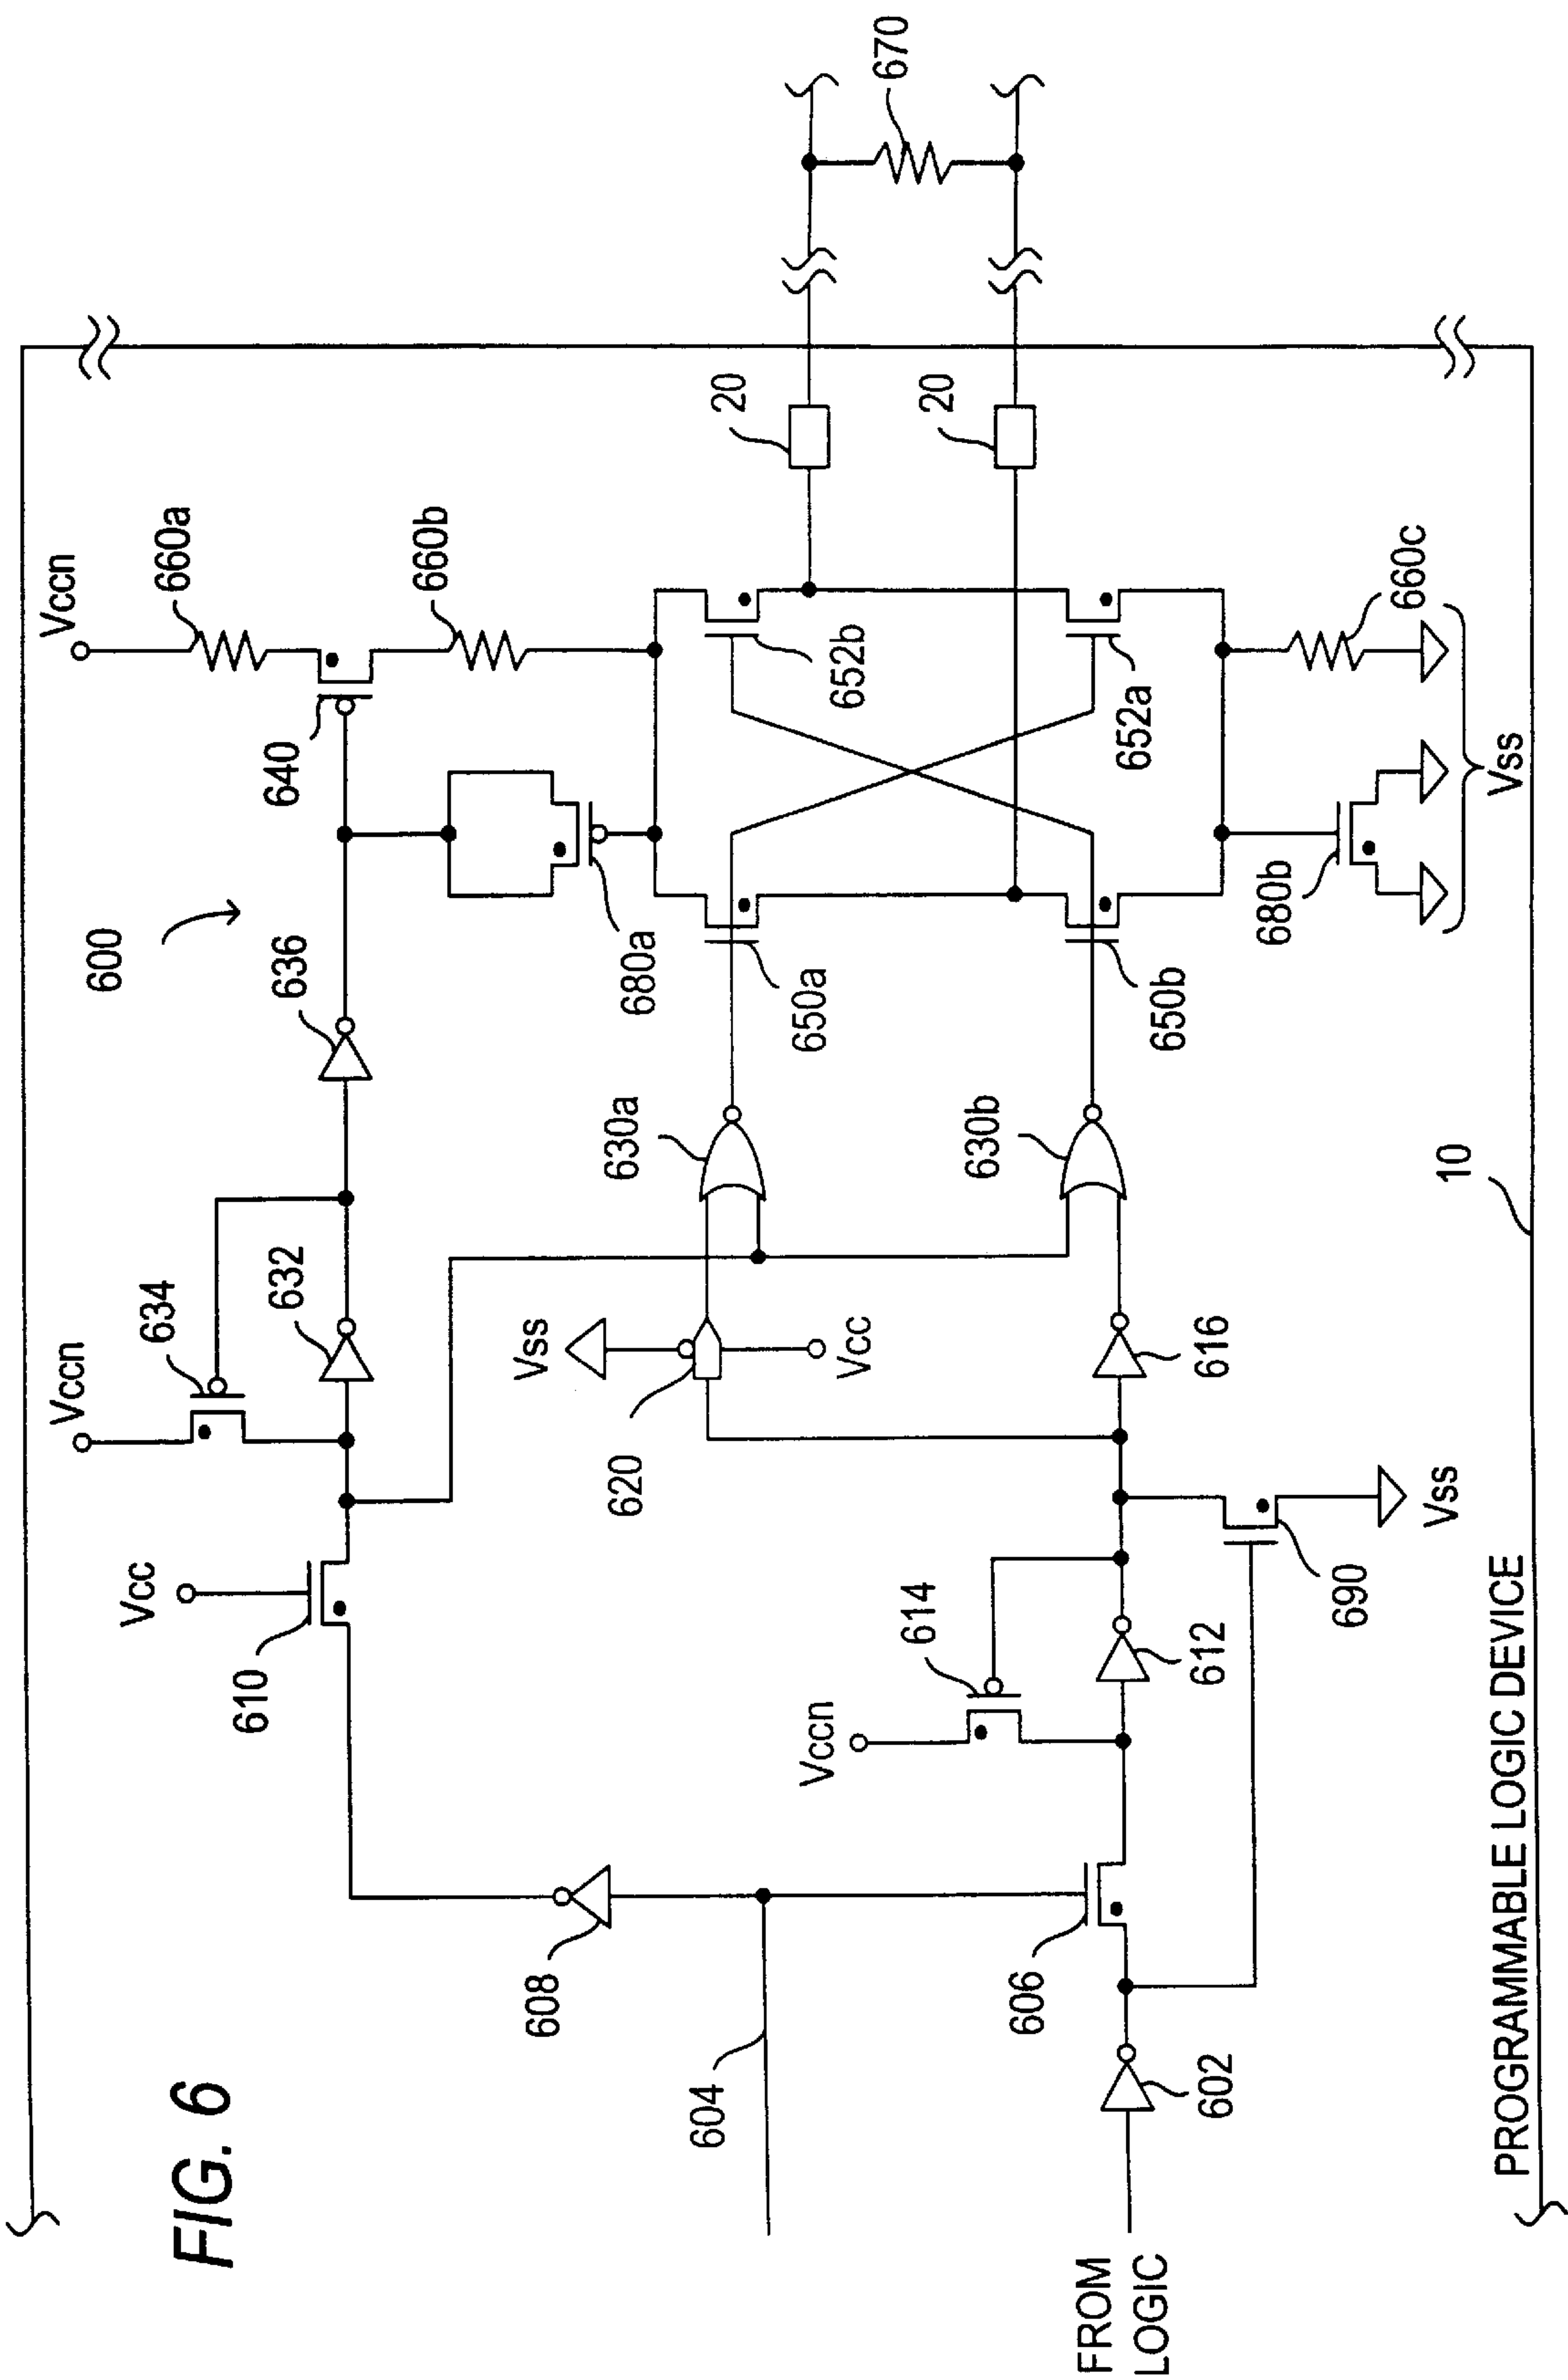 FIG. 6
600
Vccn
660a
640
660b
Vccn
634
632
636
Vcc
610
680a
608
604
Vss
620
Vcc
630a
630b
650a
652b
652a
650b
20
20
670
FROM
LOGIC
602
606
Vccn
614
612
616
690
Vss
680b
660c
Vss
10
PROGRAMMABLE LOGIC DEVICE